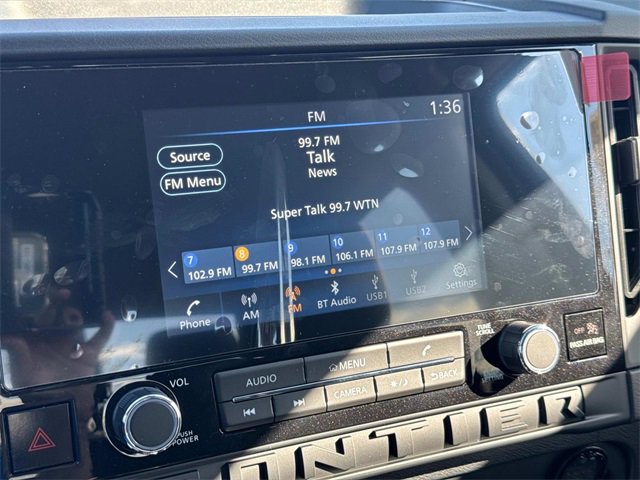 FM
1:36
99.7 FM
Talk
News
Source
FM Menu
Super Talk 99.7 WTN
7 8 9 10 11 12
102.9 FM 99.7 FM 98.1 FM 106.1 FM 107.9 FM 107.9 FM
Phone AM FM BT Audio USB1 USB2 Settings
TUNE
SCROLL
OFF
PASS AIR BAG
VOL
AUDIO MENU
CAMERA BACK
PUSH
POWER
ONTIER